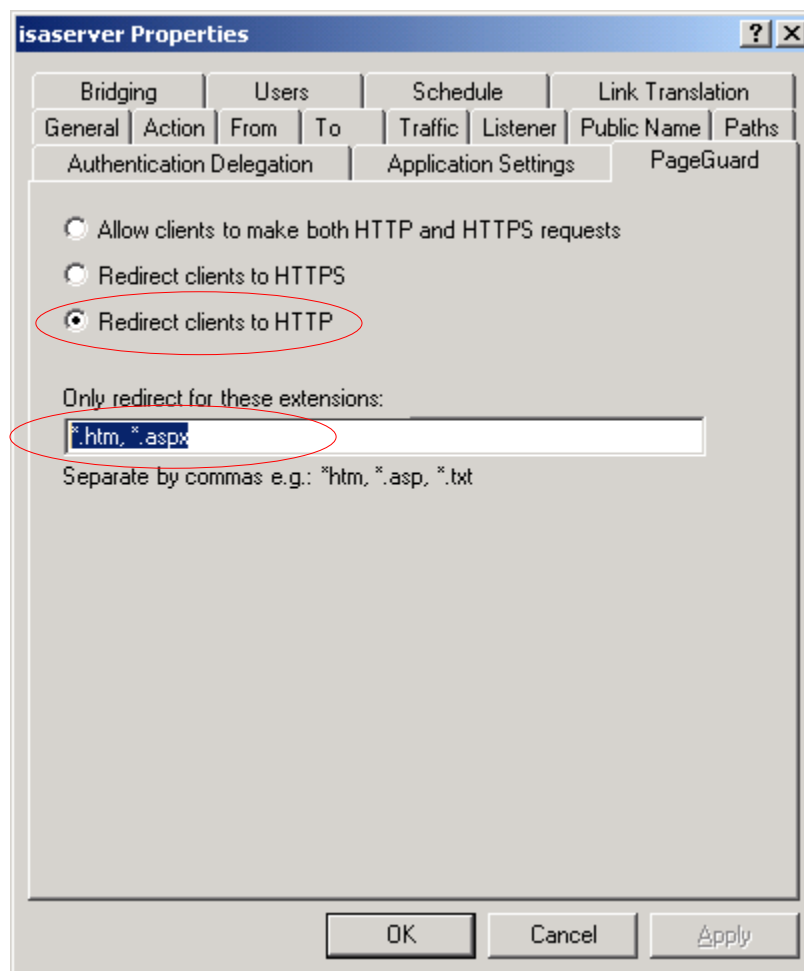 isaserver Properties
Bridging Users Schedule Link Translation
General Action From To Traffic Listener Public Name Paths
Authentication Delegation Application Settings PageGuard
Allow clients to make both HTTP and HTTPS requests
Redirect clients to HTTPS
Redirect clients to HTTP
Only redirect for these extensions:
*.htm, *.aspx
Separate by commas e.g.: *htm, *.asp, *.txt
OK Cancel Apply